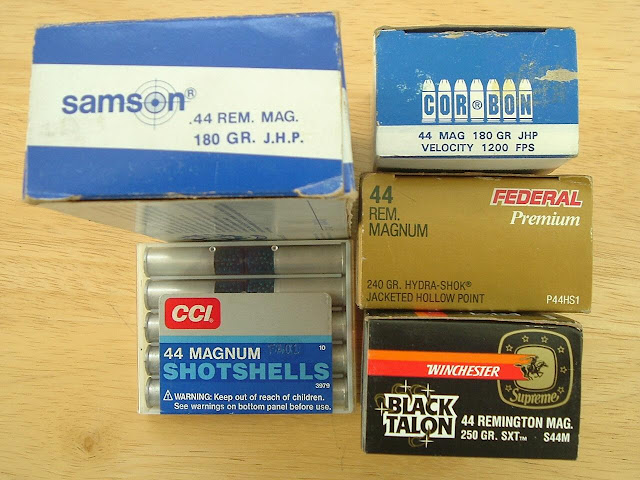 samson®
.44 REM. MAG.
180 GR. J.H.P.
COR®BON
44 MAG 180 GR JHP
VELOCITY 1200 FPS
44
REM.
MAGNUM
FEDERAL
Premium
240 GR. HYDRA-SHOK®
JACKETED HOLLOW POINT
P44HS1
CCI®
44 MAGNUM
10
SHOTSHELLS
3979
⚠ WARNING: Keep out of reach of children.
See warnings on bottom panel before use.
WINCHESTER
Supreme®
BLACK
TALON
44 REMINGTON MAG.
250 GR. SXT™ S44M